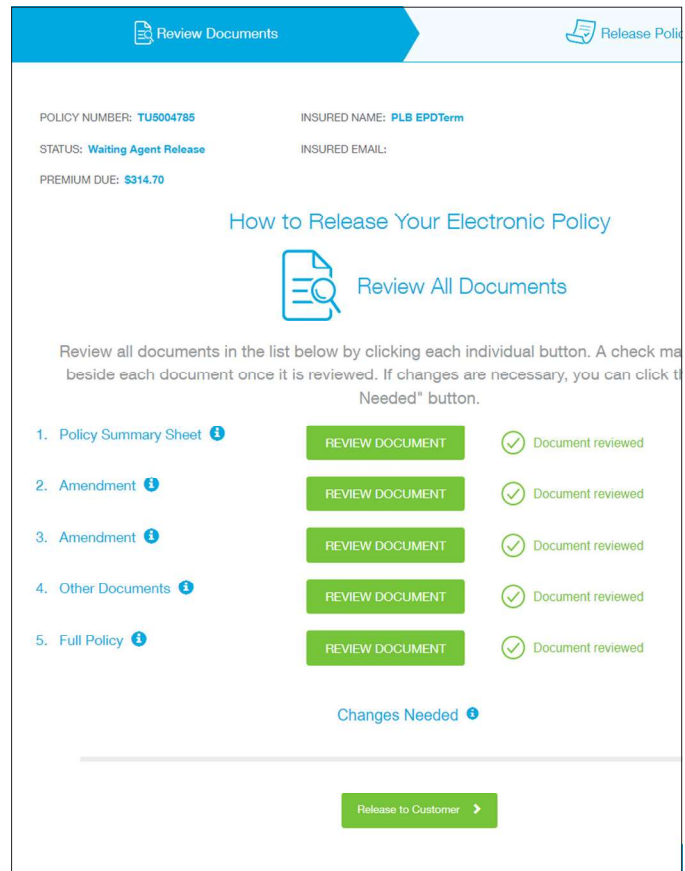 Review Documents
Release Polic
POLICY NUMBER: TU5004785
INSURED NAME: PLB EPDTerm
STATUS: Waiting Agent Release
INSURED EMAIL:
PREMIUM DUE: $314.70
How to Release Your Electronic Policy
Review All Documents
Review all documents in the list below by clicking each individual button. A check ma
beside each document once it is reviewed. If changes are necessary, you can click th
Needed" button.
1. Policy Summary Sheet
REVIEW DOCUMENT
Document reviewed
2. Amendment
REVIEW DOCUMENT
Document reviewed
3. Amendment
REVIEW DOCUMENT
Document reviewed
4. Other Documents
REVIEW DOCUMENT
Document reviewed
5. Full Policy
REVIEW DOCUMENT
Document reviewed
Changes Needed
Release to Customer